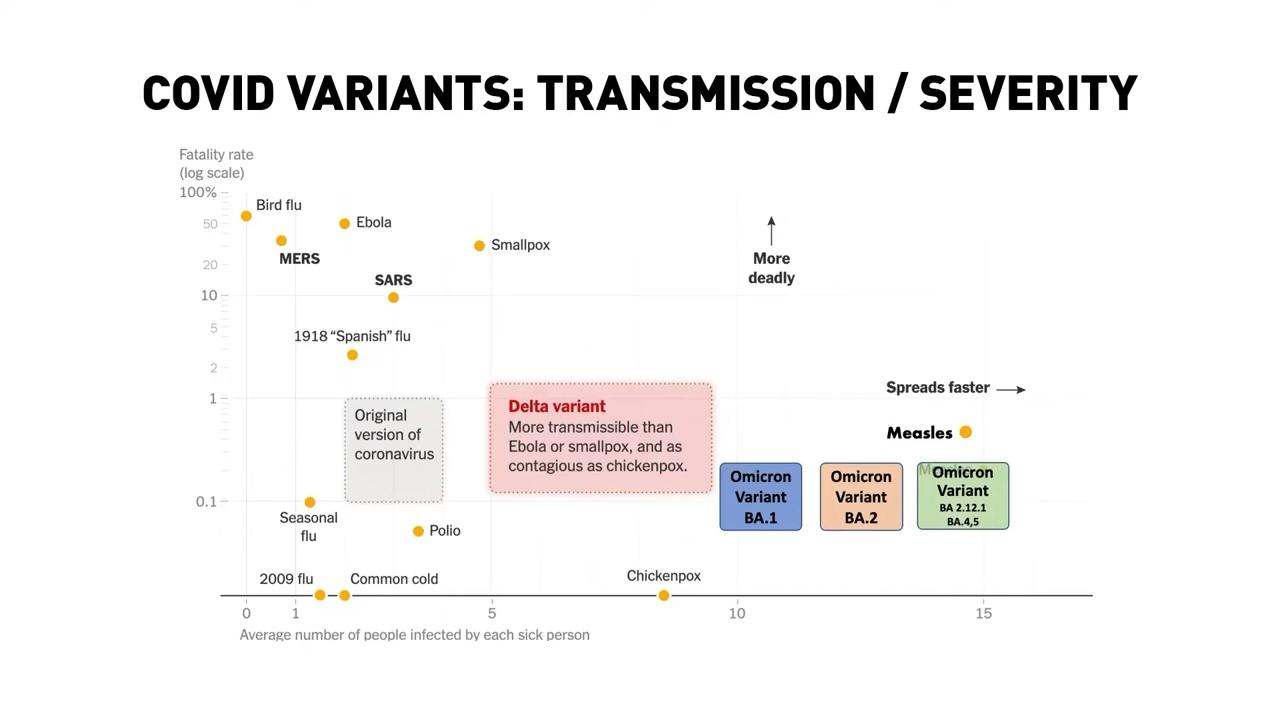 COVID VARIANTS: TRANSMISSION / SEVERITY
Fatality rate
(log scale)
100%
50
20
10
5
2
1
0.1
Bird flu
Ebola
MERS
Smallpox
SARS
1918 “Spanish” flu
More
deadly
Spreads faster
Original
version of
coronavirus
Delta variant
More transmissible than
Ebola or smallpox, and as
contagious as chickenpox.
Measles
Omicron
Variant
BA.1
Omicron
Variant
BA.2
Measles
Omicron
Variant
BA 2.12.1
BA.4,5
Seasonal
flu
Polio
2009 flu
Common cold
Chickenpox
0
1
5
10
15
Average number of people infected by each sick person